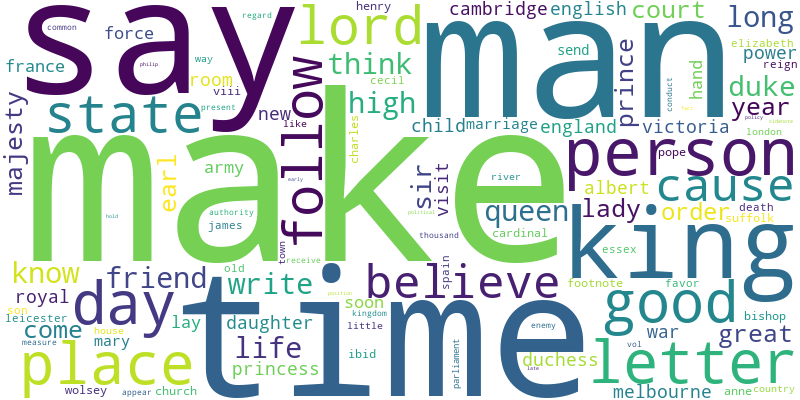 say
man
make
time
king
person
lord
state
follow
high
think
cambridge
english
court
long
elizabeth
power
reign
duke
year
henry
regard
common
force
france
way
philip
room
viii
present
new
like
cecil
send
hand
conduct
prince
child
marriage
england
victoria
london
policy
majesty
earl
army
authority
james
charles
sir
visit
queen
albert
lady
order
suffolk
death
pope
cause
river
early
hold
political
cardinal
thousand
essex
town
receive
know
friend
royal
son
leicester
come
day
old
write
believe
spain
footnote
favor
bishop
good
war
great
position
soon
kingdom
little
lay
daughter
mary
house
measure
place
life
princess
ibid
parliament
enemy
duchess
late
vol
letter
melbourne
anne
country
wolsey
appear
church